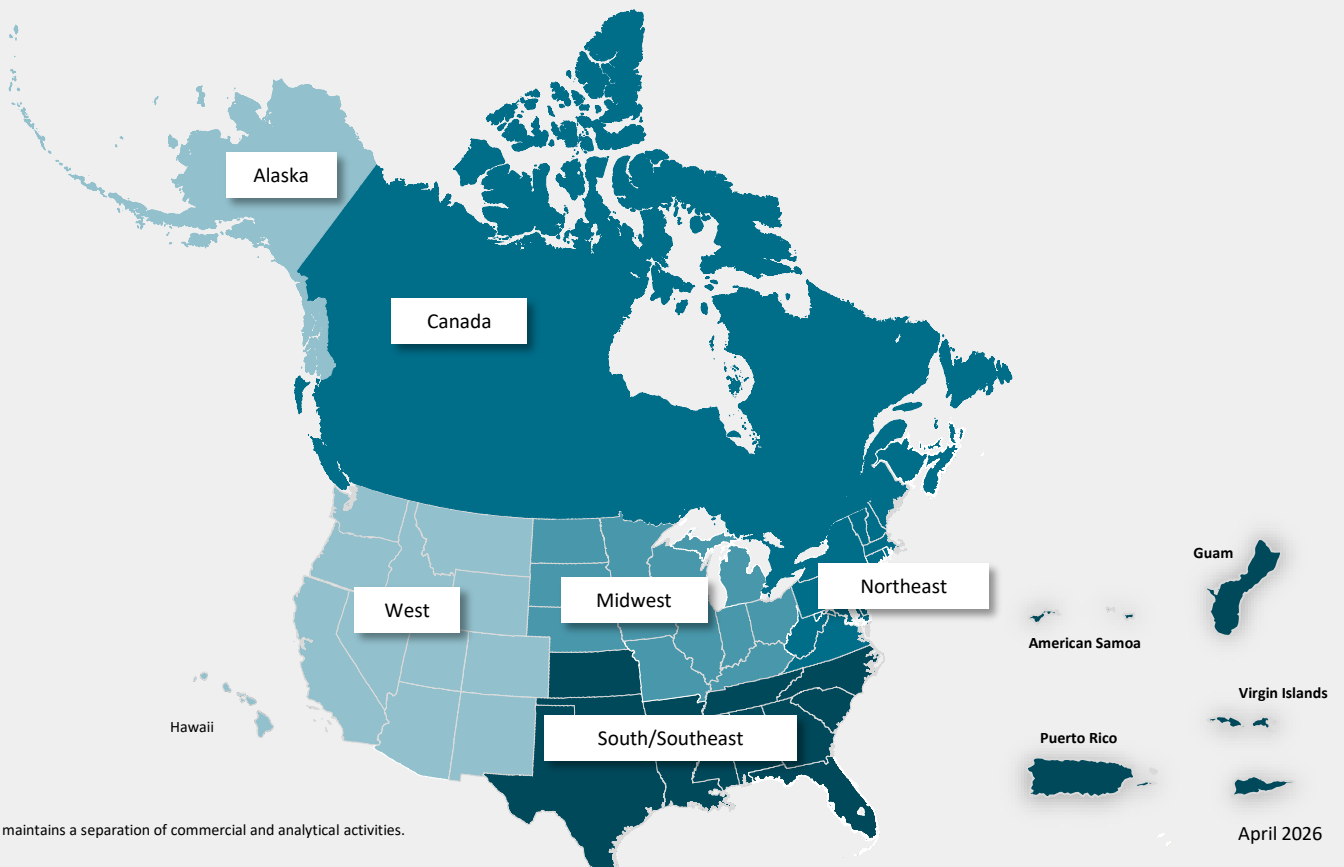 Alaska
Canada
Guam
Northeast
Midwest
West
American Samoa
Virgin Islands
Hawaii
South/Southeast
Puerto Rico
maintains a separation of commercial and analytical activities.
April 2026